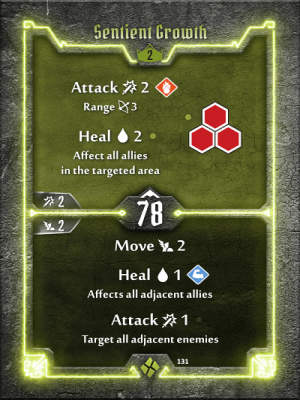 Sentient Growth
2
Attack 2
Range 3
Heal 2
Affect all allies
in the targeted area
2
78
2
Move 2
Heal 1
Affects all adjacent allies
Attack 1
Target all adjacent enemies
131